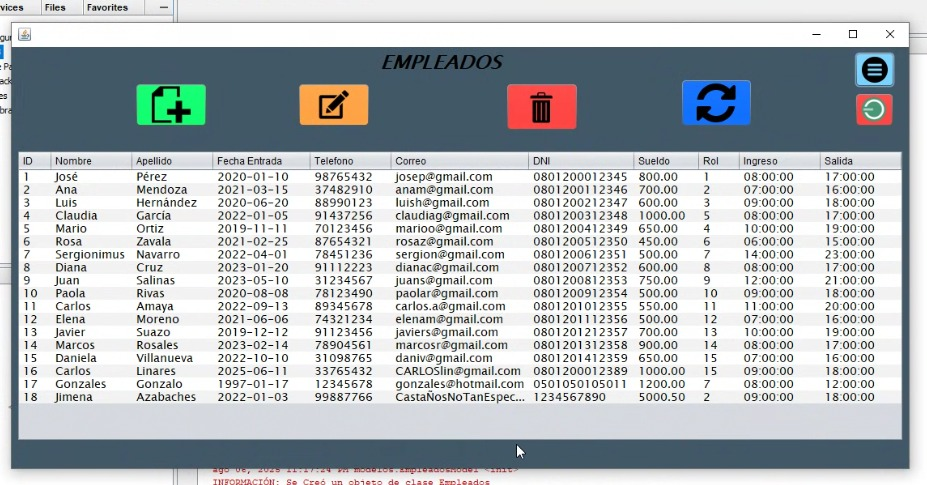 vices Files Favorites
EMPLEADOS
ID Nombre Apellido Fecha Entrada Telefono Correo DNI Sueldo Rol Ingreso Salida
1 José Pérez 2020-01-10 98765432 josep@gmail.com 0801200012345 800.00 1 08:00:00 17:00:00
2 Ana Mendoza 2021-03-15 37482910 anam@gmail.com 0801200112346 700.00 2 07:00:00 16:00:00
3 Luis Hernández 2020-06-20 88990123 luish@gmail.com 0801200212347 600.00 3 09:00:00 18:00:00
4 Claudia García 2022-01-05 91437256 claudiag@gmail.com 0801200312348 1000.00 5 08:00:00 17:00:00
5 Mario Ortiz 2019-11-11 70123456 marioo@gmail.com 0801200412349 650.00 4 10:00:00 19:00:00
6 Rosa Zavala 2021-02-25 87654321 rosaz@gmail.com 0801200512350 450.00 6 06:00:00 15:00:00
7 Sergionimus Navarro 2022-04-01 78451236 sergion@gmail.com 0801200612351 500.00 7 14:00:00 23:00:00
8 Diana Cruz 2023-01-20 91112223 dianac@gmail.com 0801200712352 600.00 8 08:00:00 17:00:00
9 Juan Salinas 2023-05-10 31234567 juans@gmail.com 0801200812353 750.00 9 12:00:00 21:00:00
10 Paola Rivas 2020-08-08 78123490 paolar@gmail.com 0801200912354 500.00 10 09:00:00 18:00:00
11 Carlos Amaya 2022-09-13 89345678 carlos.a@gmail.com 0801201012355 550.00 11 11:00:00 20:00:00
12 Elena Moreno 2021-06-06 74321234 elenam@gmail.com 0801201112356 500.00 12 07:00:00 16:00:00
13 Javier Suazo 2019-12-12 91123456 javiers@gmail.com 0801201212357 700.00 13 10:00:00 19:00:00
14 Marcos Rosales 2023-02-14 78904561 marcosr@gmail.com 0801201312358 900.00 14 08:00:00 17:00:00
15 Daniela Villanueva 2022-10-10 31098765 daniv@gmail.com 0801201412359 650.00 15 07:00:00 16:00:00
16 Carlos Linares 2025-06-11 33765432 CARLOSlin@gmail.com 0801200012389 1000.00 15 09:00:00 18:00:00
17 Gonzales Gonzalo 1997-01-17 12345678 gonzales@hotmail.com 0501050105011 1200.00 7 08:00:00 12:00:00
18 Jimena Azabaches 2022-01-03 99887766 CastaÑosNoTanEspec... 1234567890 5000.50 2 09:00:00 18:00:00
ago 06, 2025 11:17:24 PM modelos.EmpleadoModel <init>
INFORMACIÓN: Se Creó un objeto de clase Empleados